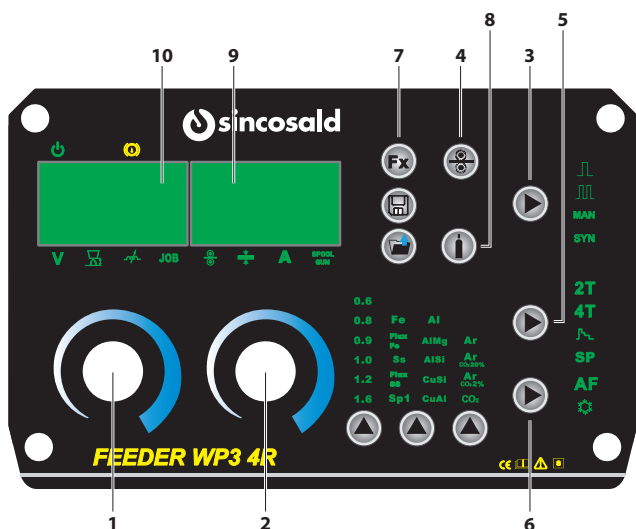 10 9 7 4 8 3 5
sincosald
Fx
MAN
SYN
V JOB A SPOOL GUN
2T
4T
SP
AF
0.6
0.8 Fe Al
0.9 Flux Fe AlMg Ar
1.0 Ss AlSi Ar CO₂20%
1.2 Flux SS CuSi Ar CO₂2%
1.6 Sp1 CuAl CO₂
FEEDER WP3 4R
CE
1 2 6